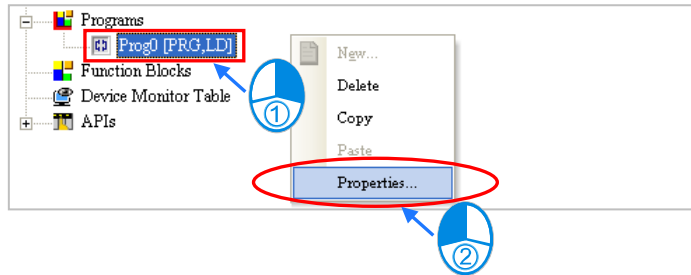 Programs
Prog0 [PRG,LD]
Function Blocks
Device Monitor Table
APIs
New...
Delete
Copy
Paste
Properties...
1
2